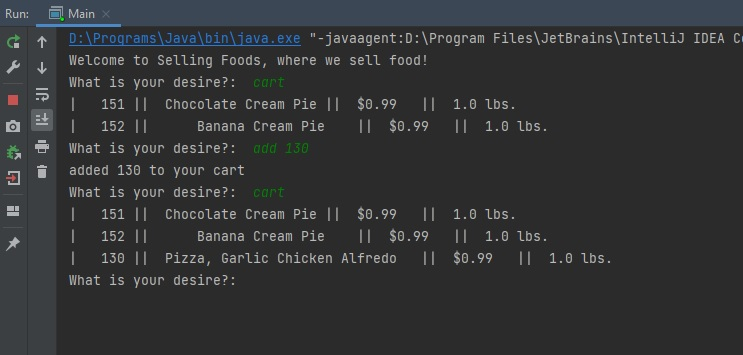 Run: Main
D:\Programs\Java\bin\java.exe "-javaagent:D:\Program Files\JetBrains\IntelliJ IDEA
Welcome to Selling Foods, where we sell food!
What is your desire?: cart
|   151 ||  Chocolate Cream Pie ||  $0.99   ||  1.0 lbs.
|   152 ||      Banana Cream Pie    ||  $0.99   ||  1.0 lbs.
What is your desire?: add 130
added 130 to your cart
What is your desire?: cart
|   151 ||  Chocolate Cream Pie ||  $0.99   ||  1.0 lbs.
|   152 ||      Banana Cream Pie    ||  $0.99   ||  1.0 lbs.
|   130 ||  Pizza, Garlic Chicken Alfredo   ||  $0.99   ||  1.0 lbs.
What is your desire?: